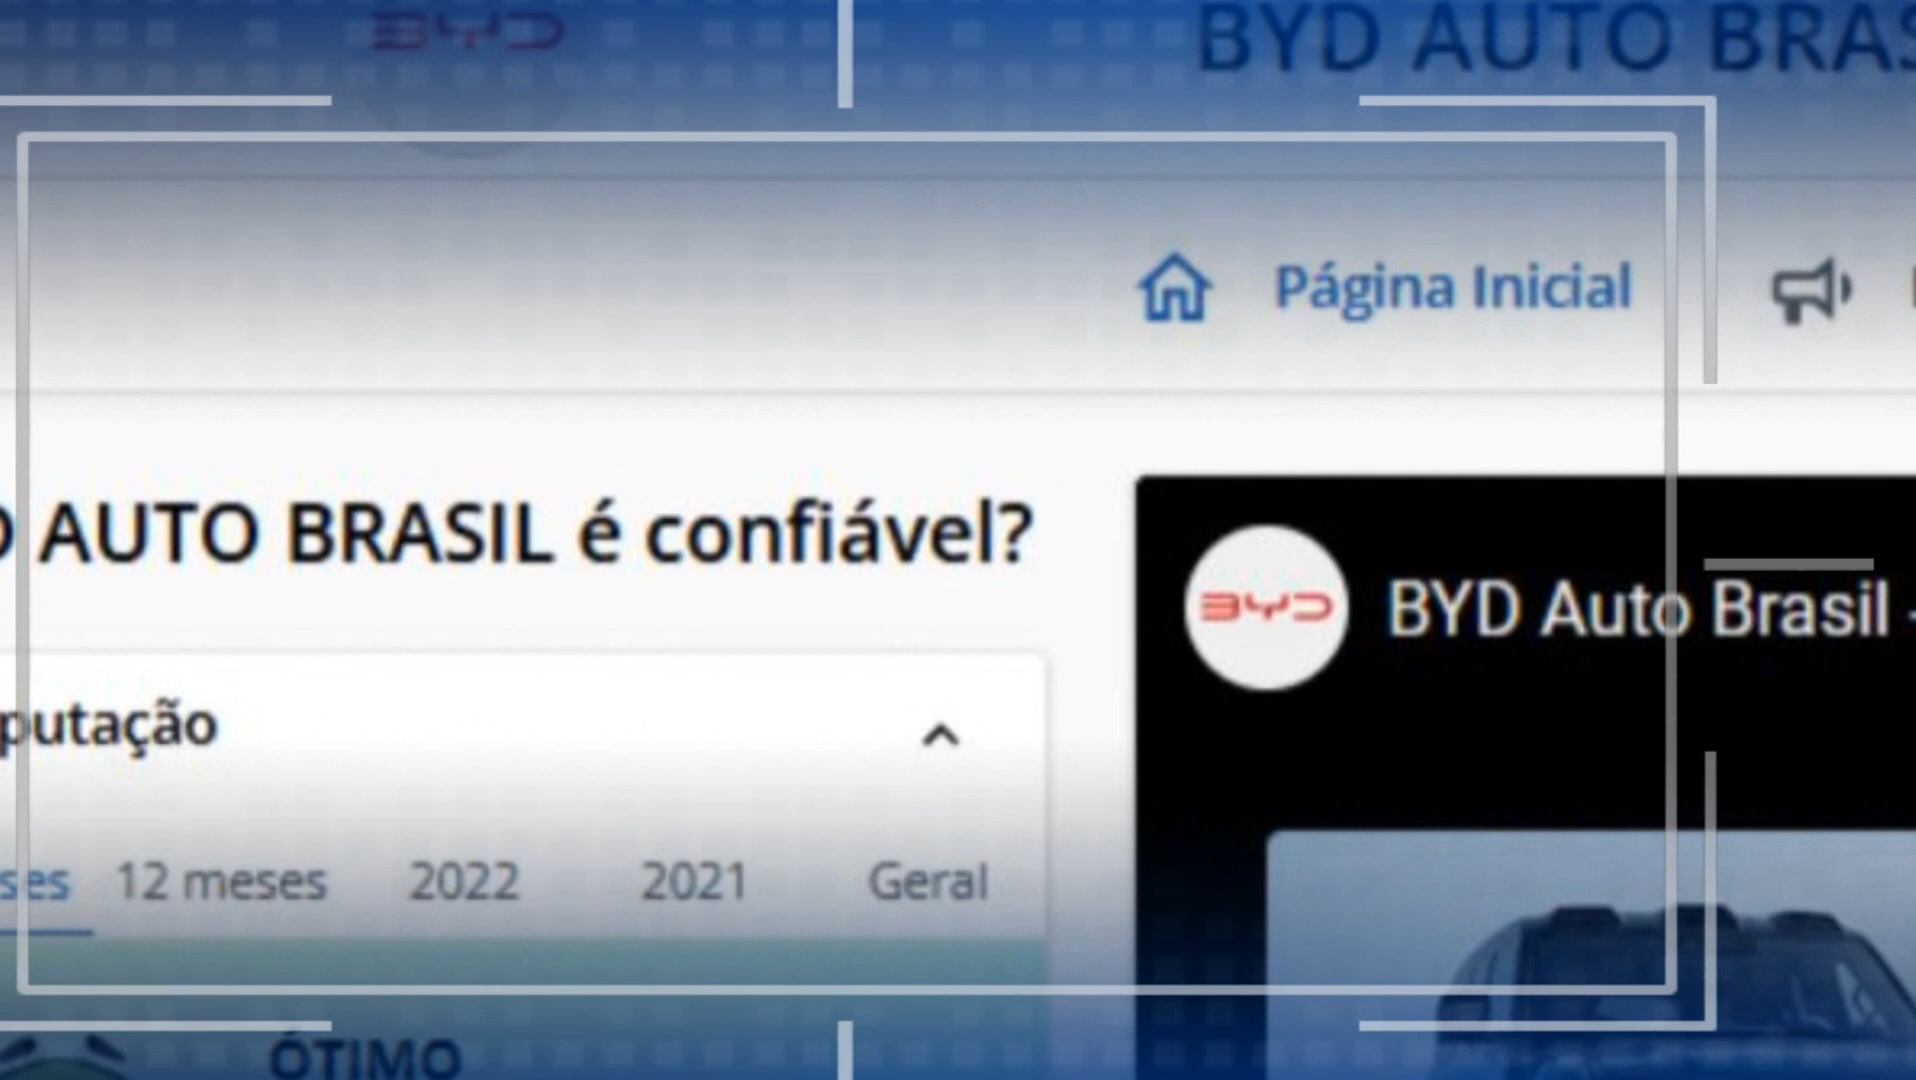 BYD
BYD AUTO BRAS
Página Inicial
D AUTO BRASIL é confiável?
BYD
BYD Auto Brasil -
putação
ses 12 meses 2022 2021 Geral
ÓTIMO